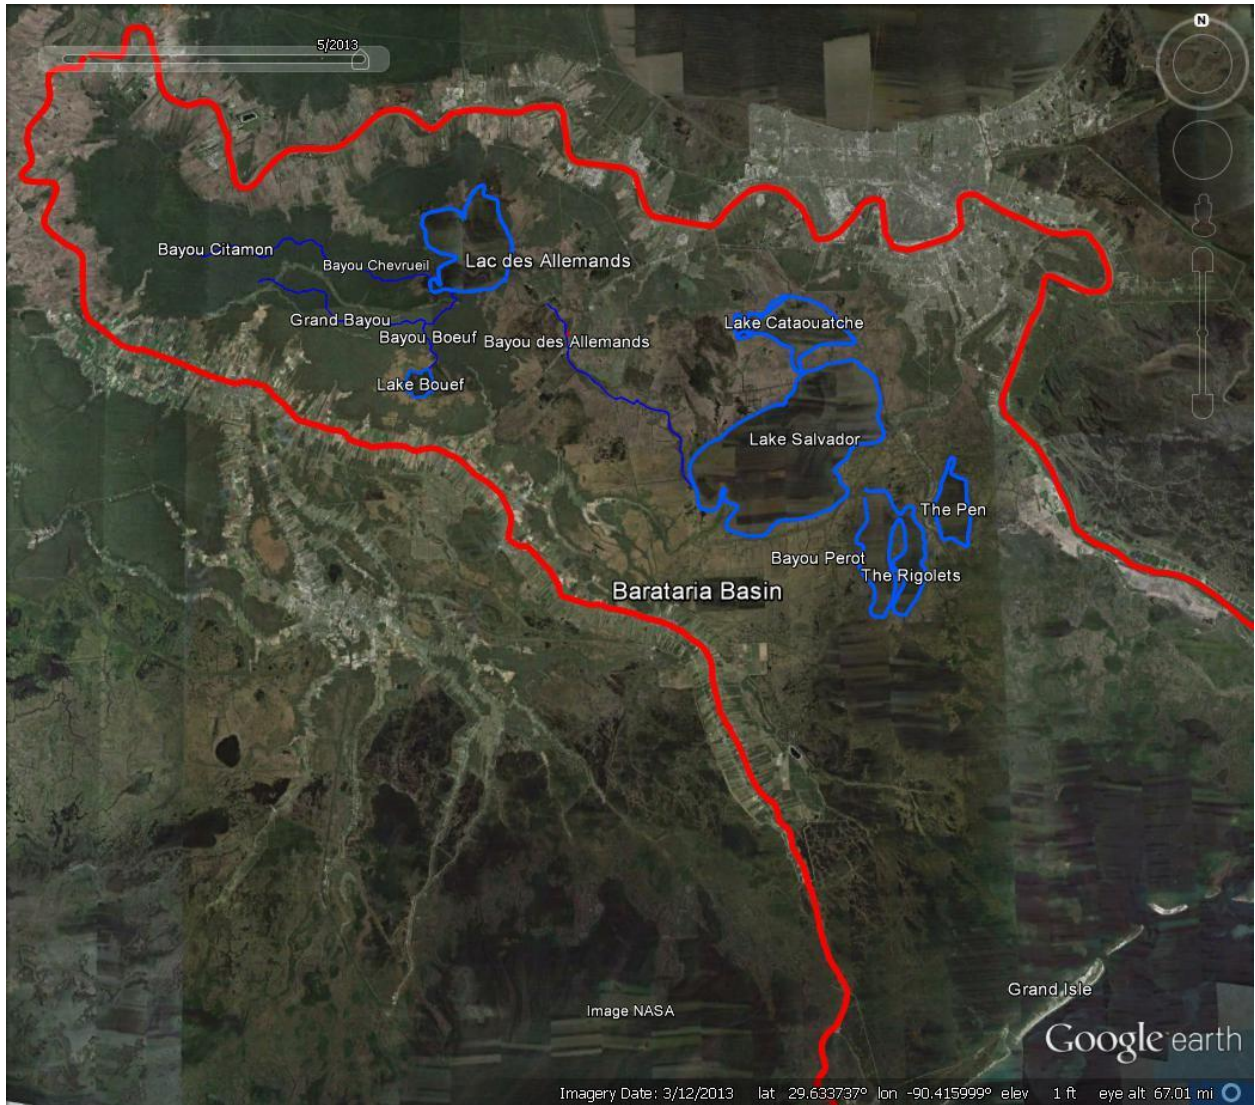 N
5/2013
Bayou Citamon
Bayou Chevrueil
Lac des Allemands
Grand Bayou
Bayou Boeuf
Bayou des Allemands
Lake Cataouatche
Lake Bouef
Lake Salvador
The Pen
Bayou Perot
The Rigolets
Barataria Basin
Grand Isle
Image NASA
Google earth
Imagery Date: 3/12/2013 lat 29.633737° lon -90.415999° elev 1 ft eye alt 67.01 mi